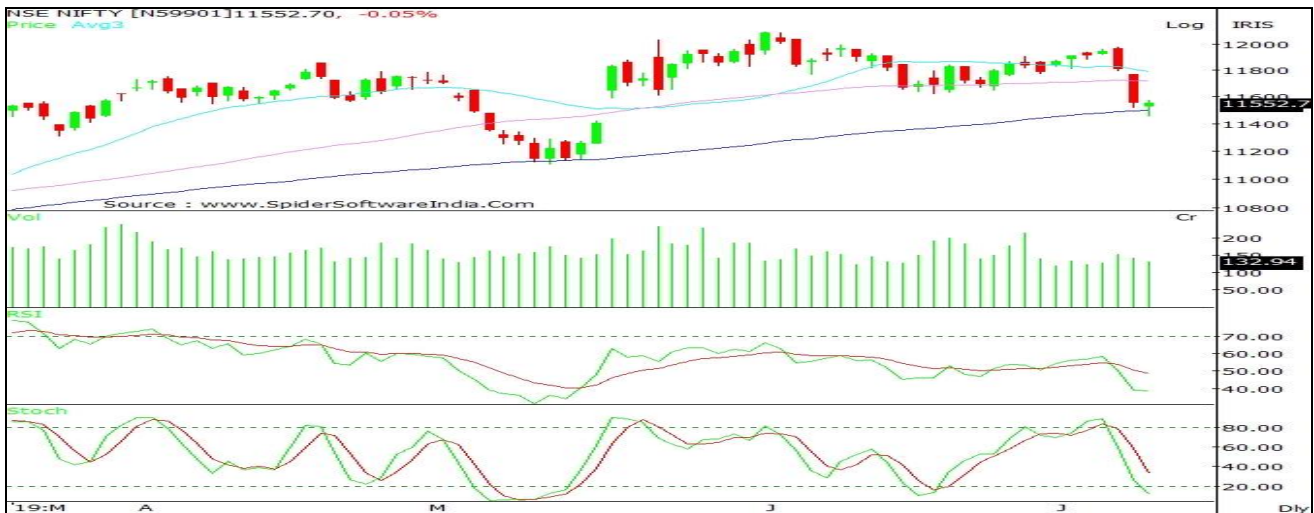 NSE NIFTY [N59901]11552.70, -0.05%
Price Avg3
Log IRIS
12000
11800
11600
11552.7
11400
11200
11000
10800
Source : www.SpiderSoftwareIndia.Com
Vol
Cr
200
150
132.94
100
50.00
RSI
70.00
60.00
50.00
40.00
Stoch
80.00
60.00
40.00
20.00
'19:M A M J J Dly